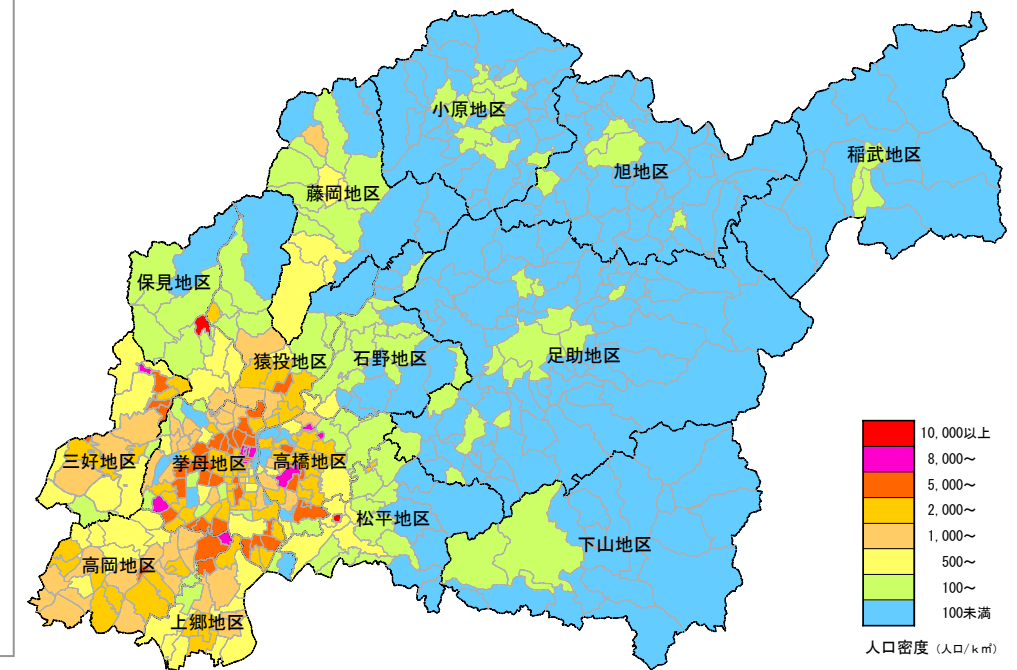 小原地区
旭地区
稲武地区
藤岡地区
保見地区
猿投地区
石野地区
足助地区
三好地区
挙母地区
高橋地区
松平地区
下山地区
高岡地区
上郷地区
10,000以上
8,000～
5,000～
2,000～
1,000～
500～
100～
100未満
人口密度（人口/ｋ㎡）